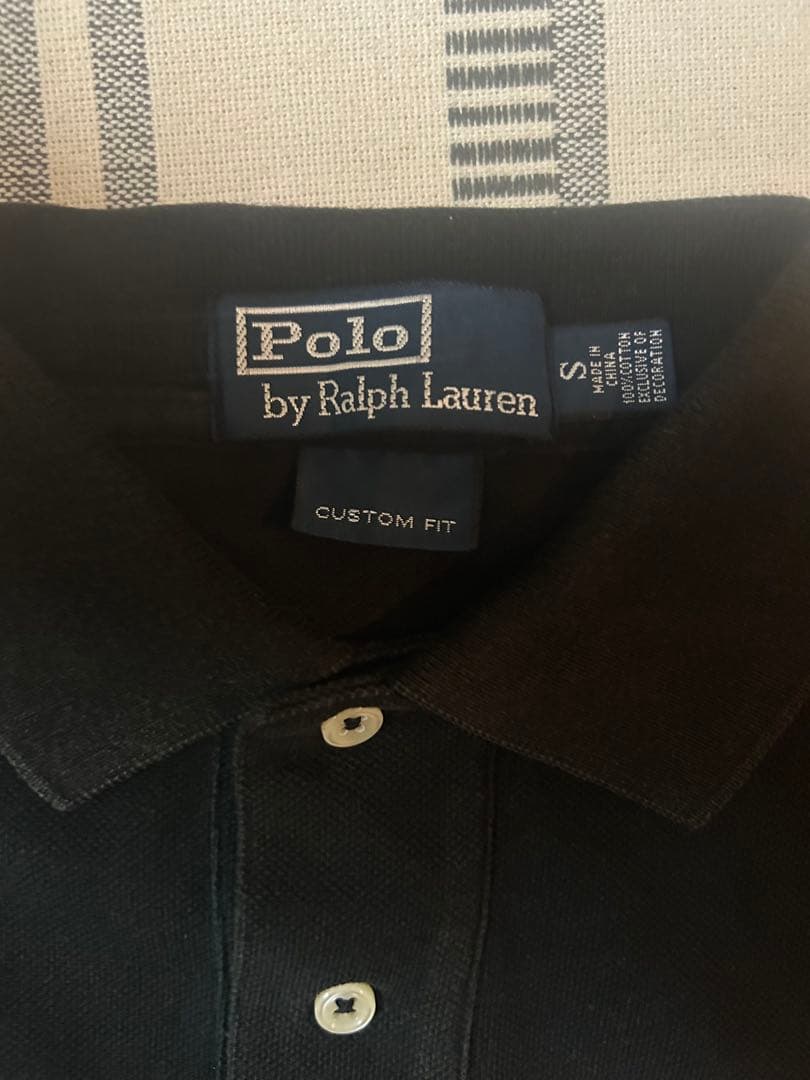 Polo
by Ralph Lauren
S
MADE IN
CHINA
100%COTTON
EXCLUSIVE OF
DECORATION
CUSTOM FIT